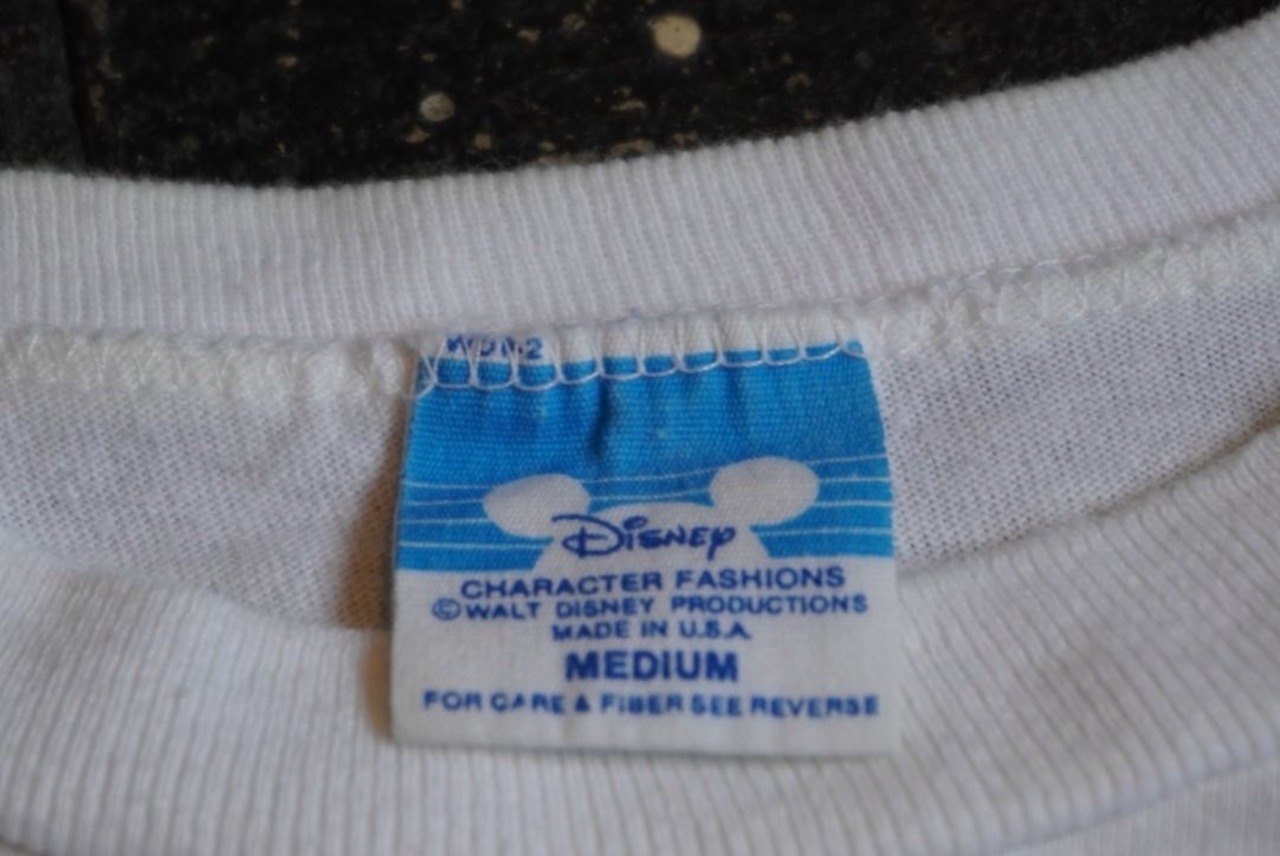 Disney
CHARACTER FASHIONS
©WALT DISNEY PRODUCTIONS
MADE IN U.S.A.
MEDIUM
FOR CARE & FIBER SEE REVERSE